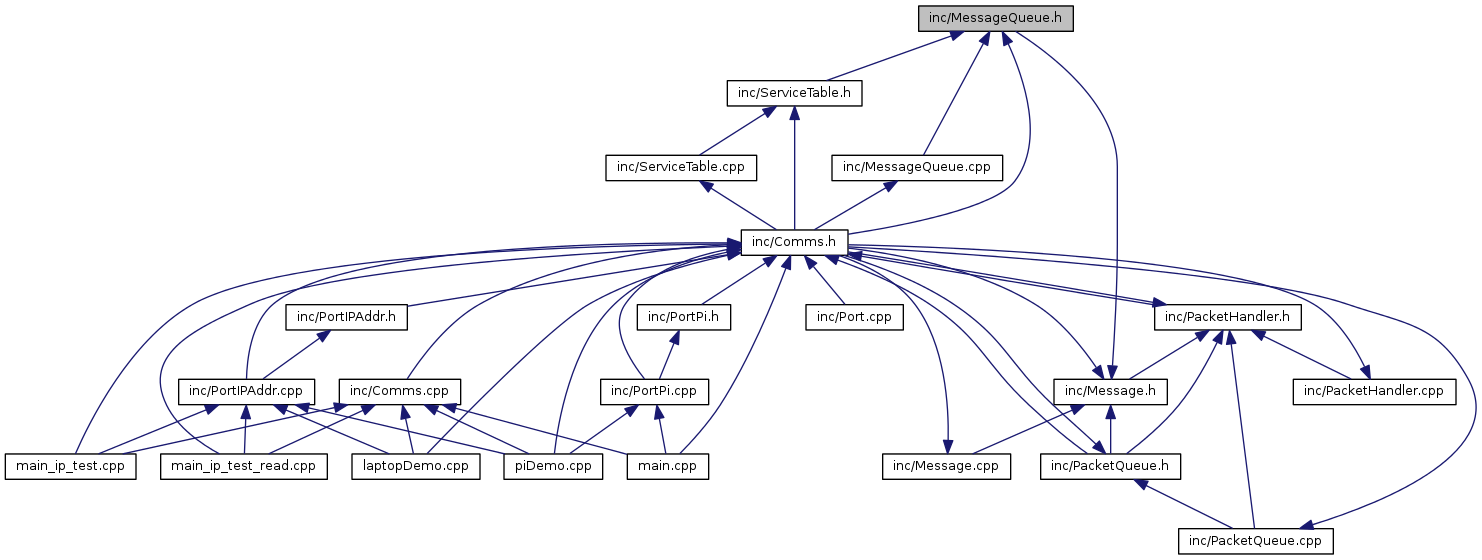 inc/MessageQueue.h
inc/ServiceTable.h
inc/ServiceTable.cpp
inc/MessageQueue.cpp
inc/Comms.h
inc/PortIPAddr.h
inc/PortPi.h
inc/Port.cpp
inc/PacketHandler.h
inc/PortIPAddr.cpp
inc/Comms.cpp
inc/PortPi.cpp
inc/Message.h
inc/PacketHandler.cpp
main_ip_test.cpp
main_ip_test_read.cpp
laptopDemo.cpp
piDemo.cpp
main.cpp
inc/Message.cpp
inc/PacketQueue.h
inc/PacketQueue.cpp